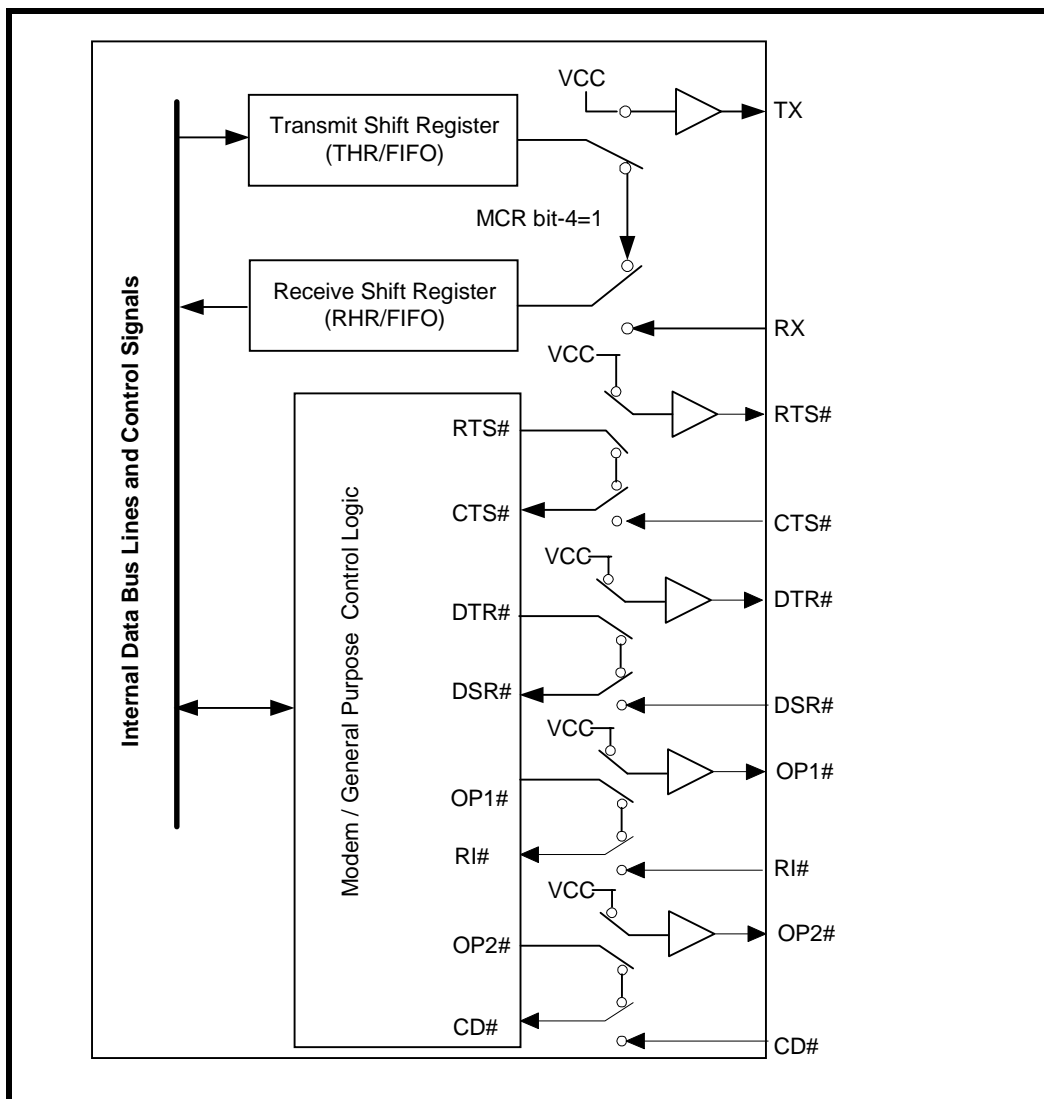 VCC
TX
Transmit Shift Register
(THR/FIFO)
MCR bit-4=1
Receive Shift Register
(RHR/FIFO)
RX
VCC
RTS#
RTS#
CTS#
CTS#
VCC
DTR#
DTR#
DSR#
DSR#
VCC
OP1#
OP1#
RI#
RI#
VCC
OP2#
OP2#
CD#
CD#
Internal Data Bus Lines and Control Signals
Modem / General Purpose Control Logic